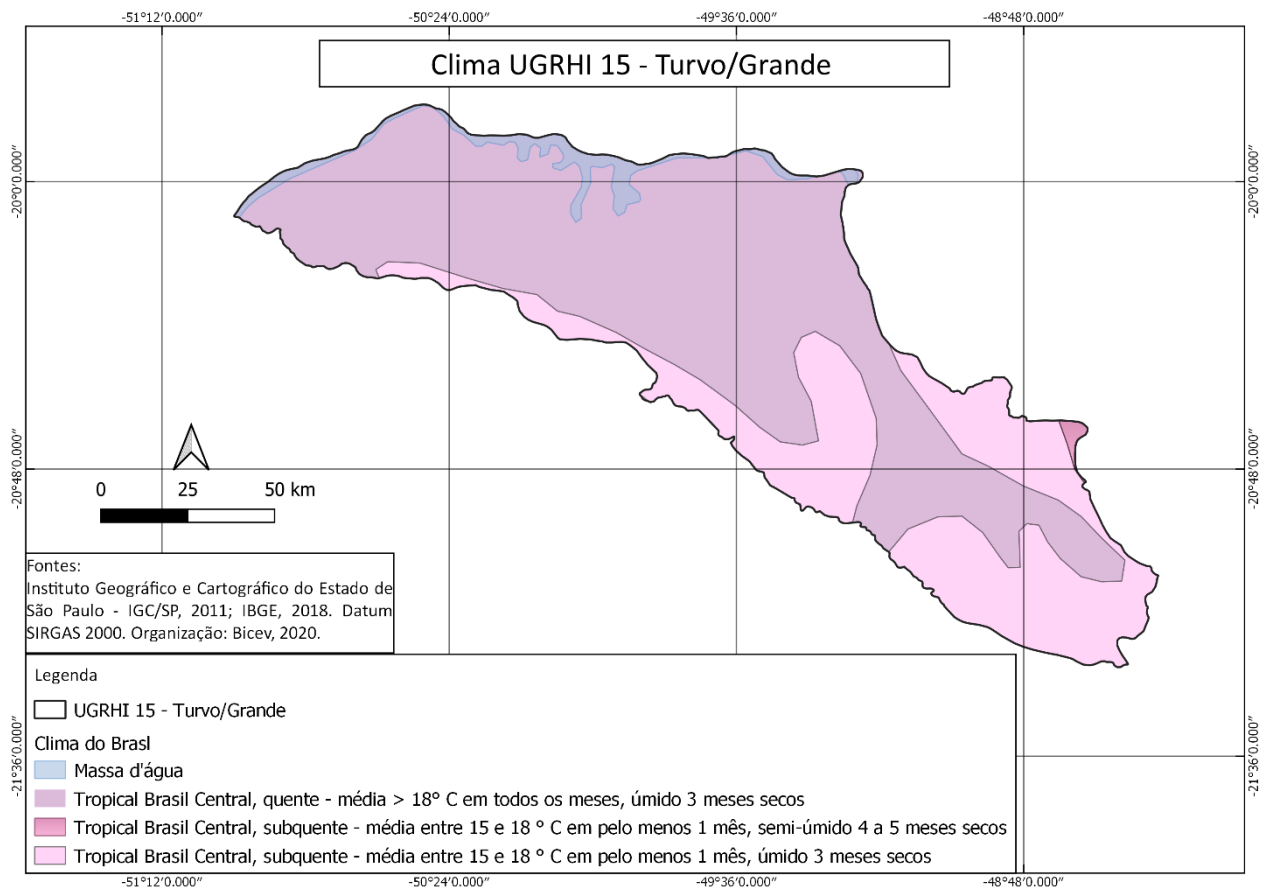 -51°12'0.000" -50°24'0.000" -49°36'0.000" -48°48'0.000"
Clima UGRHI 15 - Turvo/Grande
-20°0'0.000" -20°0'0.000"
-20°48'0.000" -20°48'0.000"
0 25 50 km
Fontes:
Instituto Geográfico e Cartográfico do Estado de
São Paulo - IGC/SP, 2011; IBGE, 2018. Datum
SIRGAS 2000. Organização: Bicev, 2020.
Legenda
UGRHI 15 - Turvo/Grande
Clima do Brasl
Massa d'água
Tropical Brasil Central, quente - média > 18° C em todos os meses, úmido 3 meses secos
Tropical Brasil Central, subquente - média entre 15 e 18 ° C em pelo menos 1 mês, semi-úmido 4 a 5 meses secos
Tropical Brasil Central, subquente - média entre 15 e 18 ° C em pelo menos 1 mês, úmido 3 meses secos
-21°36'0.000" -21°36'0.000"
-51°12'0.000" -50°24'0.000" -49°36'0.000" -48°48'0.000"